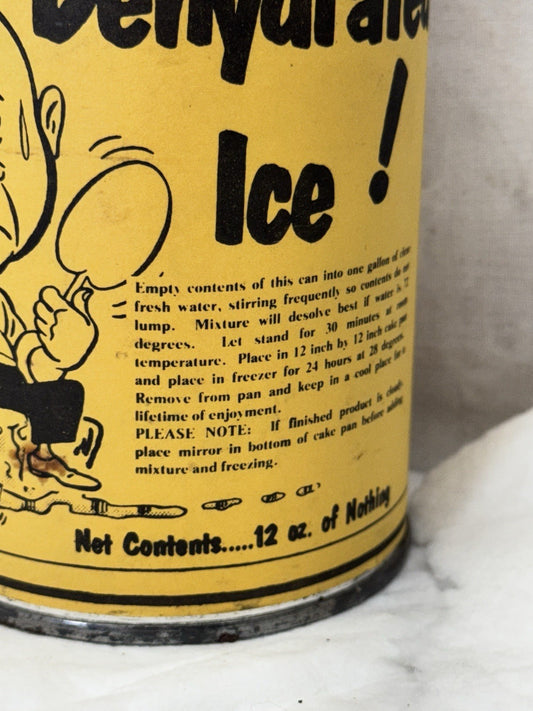 Dehydrated
Ice!
Empty contents of this can into one gallon of clear
fresh water, stirring frequently so contents do not
lump. Mixture will desolve best if water is 72
degrees. Let stand for 30 minutes at room
temperature. Place in 12 inch by 12 inch cake pan
and place in freezer for 24 hours at 28 degrees.
Remove from pan and keep in a cool place for a
lifetime of enjoyment.
PLEASE NOTE: If finished product is cloudy
place mirror in bottom of cake pan before adding
mixture and freezing.
Net Contents.....12 oz. of Nothing